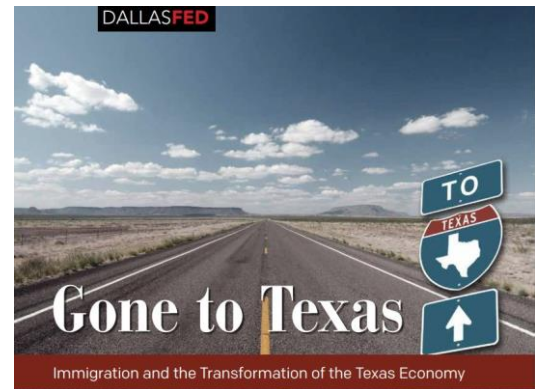 DALLASFED
TO
TEXAS
Gone to Texas
Immigration and the Transformation of the Texas Economy